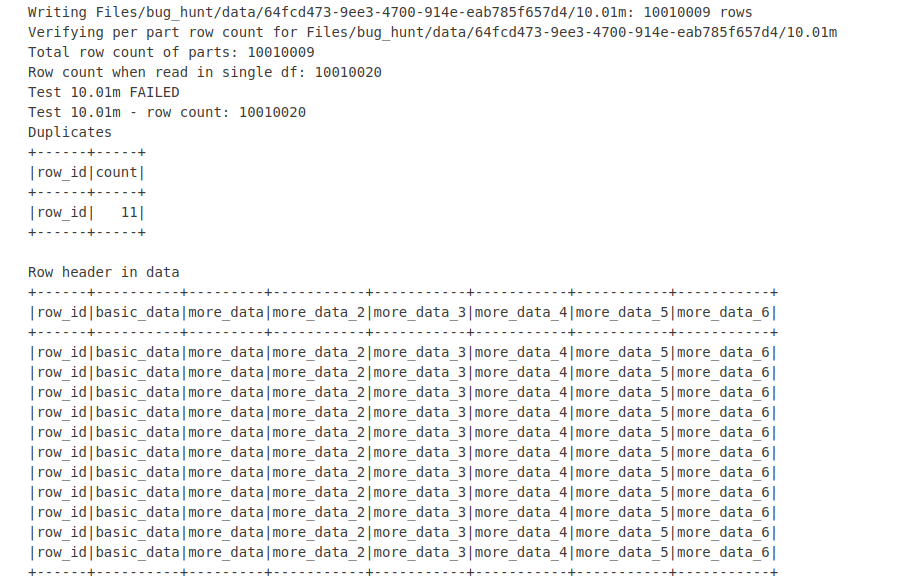 Writing Files/bug_hunt/data/64fcd473-9ee3-4700-914e-eab785f657d4/10.01m: 10010009 rows
Verifying per part row count for Files/bug_hunt/data/64fcd473-9ee3-4700-914e-eab785f657d4/10.01m
Total row count of parts: 10010009
Row count when read in single df: 10010020
Test 10.01m FAILED
Test 10.01m - row count: 10010020
Duplicates
+------+-----+
|row_id|count|
+------+-----+
|row_id|   11|
+------+-----+

Row header in data
+------+----------+---------+-----------+-----------+-----------+-----------+-----------+
|row_id|basic_data|more_data|more_data_2|more_data_3|more_data_4|more_data_5|more_data_6|
+------+----------+---------+-----------+-----------+-----------+-----------+-----------+
|row_id|basic_data|more_data|more_data_2|more_data_3|more_data_4|more_data_5|more_data_6|
|row_id|basic_data|more_data|more_data_2|more_data_3|more_data_4|more_data_5|more_data_6|
|row_id|basic_data|more_data|more_data_2|more_data_3|more_data_4|more_data_5|more_data_6|
|row_id|basic_data|more_data|more_data_2|more_data_3|more_data_4|more_data_5|more_data_6|
|row_id|basic_data|more_data|more_data_2|more_data_3|more_data_4|more_data_5|more_data_6|
|row_id|basic_data|more_data|more_data_2|more_data_3|more_data_4|more_data_5|more_data_6|
|row_id|basic_data|more_data|more_data_2|more_data_3|more_data_4|more_data_5|more_data_6|
|row_id|basic_data|more_data|more_data_2|more_data_3|more_data_4|more_data_5|more_data_6|
|row_id|basic_data|more_data|more_data_2|more_data_3|more_data_4|more_data_5|more_data_6|
|row_id|basic_data|more_data|more_data_2|more_data_3|more_data_4|more_data_5|more_data_6|
|row_id|basic_data|more_data|more_data_2|more_data_3|more_data_4|more_data_5|more_data_6|
+------+----------+---------+-----------+-----------+-----------+-----------+-----------+